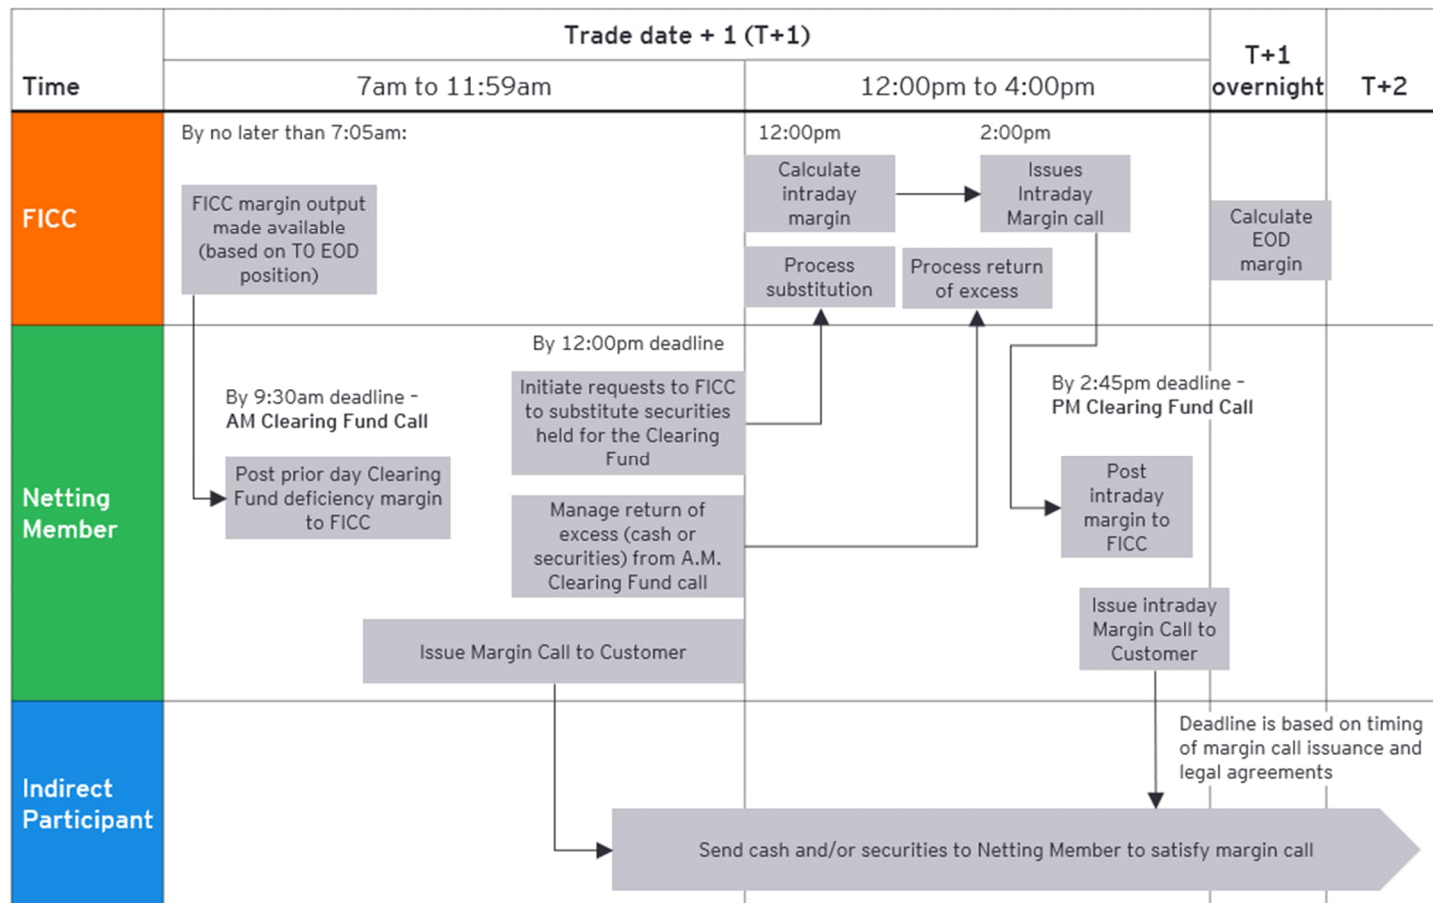 Time
Trade date + 1 (T+1)
7am to 11:59am
12:00pm to 4:00pm
T+1
overnight
T+2
FICC
By no later than 7:05am:
FICC margin output
made available
(based on T0 EOD
position)
12:00pm
Calculate
intraday
margin
2:00pm
Issues
Intraday
Margin call
Process
substitution
Process return
of excess
Calculate
EOD
margin
Netting
Member
By 9:30am deadline –
AM Clearing Fund Call
Post prior day Clearing
Fund deficiency margin
to FICC
By 12:00pm deadline
Initiate requests to FICC
to substitute securities
held for the Clearing
Fund
Manage return of
excess (cash or
securities) from A.M.
Clearing Fund call
Issue Margin Call to Customer
By 2:45pm deadline –
PM Clearing Fund Call
Post
intraday
margin to
FICC
Issue intraday
Margin Call to
Customer
Indirect
Participant
Deadline is based on timing
of margin call issuance and
legal agreements
Send cash and/or securities to Netting Member to satisfy margin call